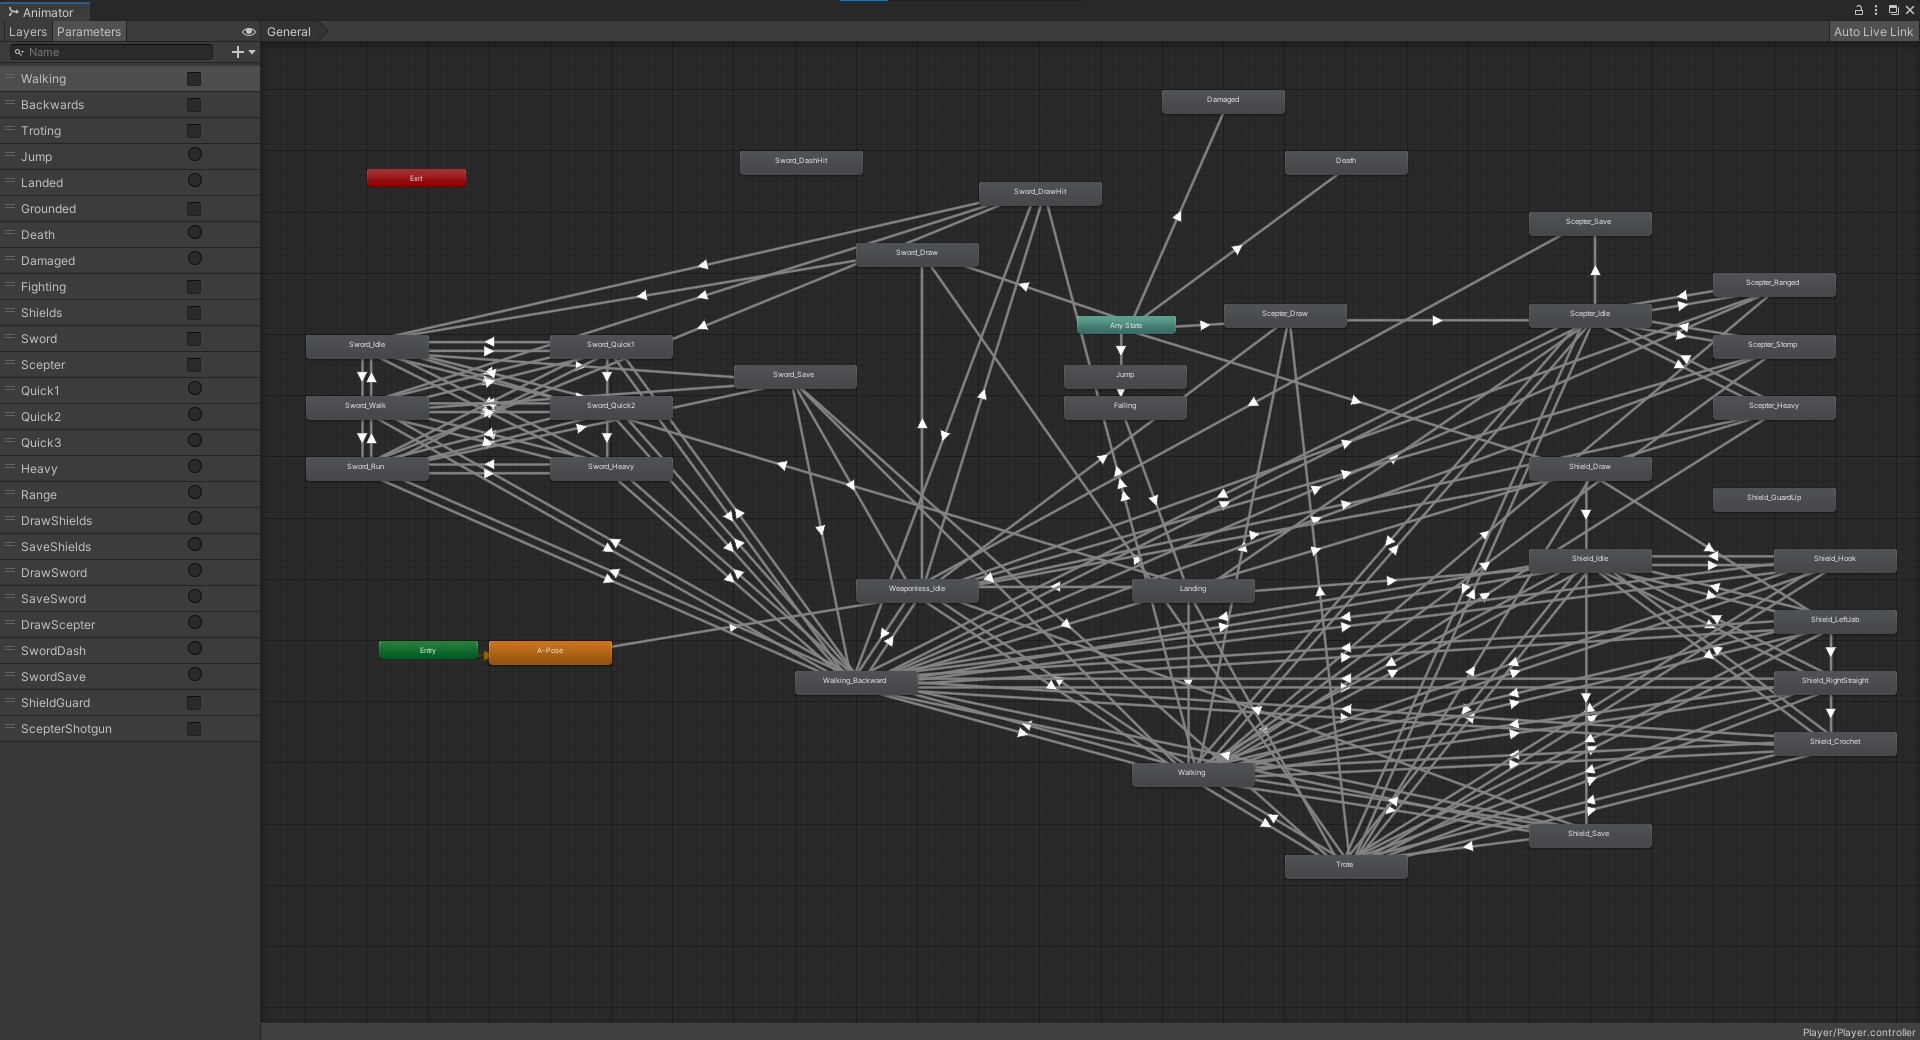 Animator
Layers Parameters
General
Auto Live Link
Name
Walking
Backwards
Troting
Jump
Landed
Grounded
Death
Damaged
Fighting
Shields
Sword
Scepter
Quick1
Quick2
Quick3
Heavy
Range
DrawShields
SaveShields
DrawSword
SaveSword
DrawScepter
SwordDash
SwordSave
ShieldGuard
ScepterShotgun
Damaged
Sword_DashHit
Death
Exit
Sword_DrawHit
Scepter_Save
Sword_Draw
Scepter_Ranged
Scepter_Draw
Scepter_Idle
Any State
Sword_Idle
Sword_Quick1
Scepter_Stomp
Sword_Save
Jump
Sword_Walk
Sword_Quick2
Falling
Scepter_Heavy
Sword_Run
Sword_Heavy
Shield_Draw
Shield_GuardUp
Shield_Idle
Shield_Hook
Weaponless_Idle
Landing
Shield_LeftJab
Entry
A-Pose
Walking_Backward
Shield_RightStraight
Shield_Crochet
Walking
Shield_Save
Trote
Player/Player.controller